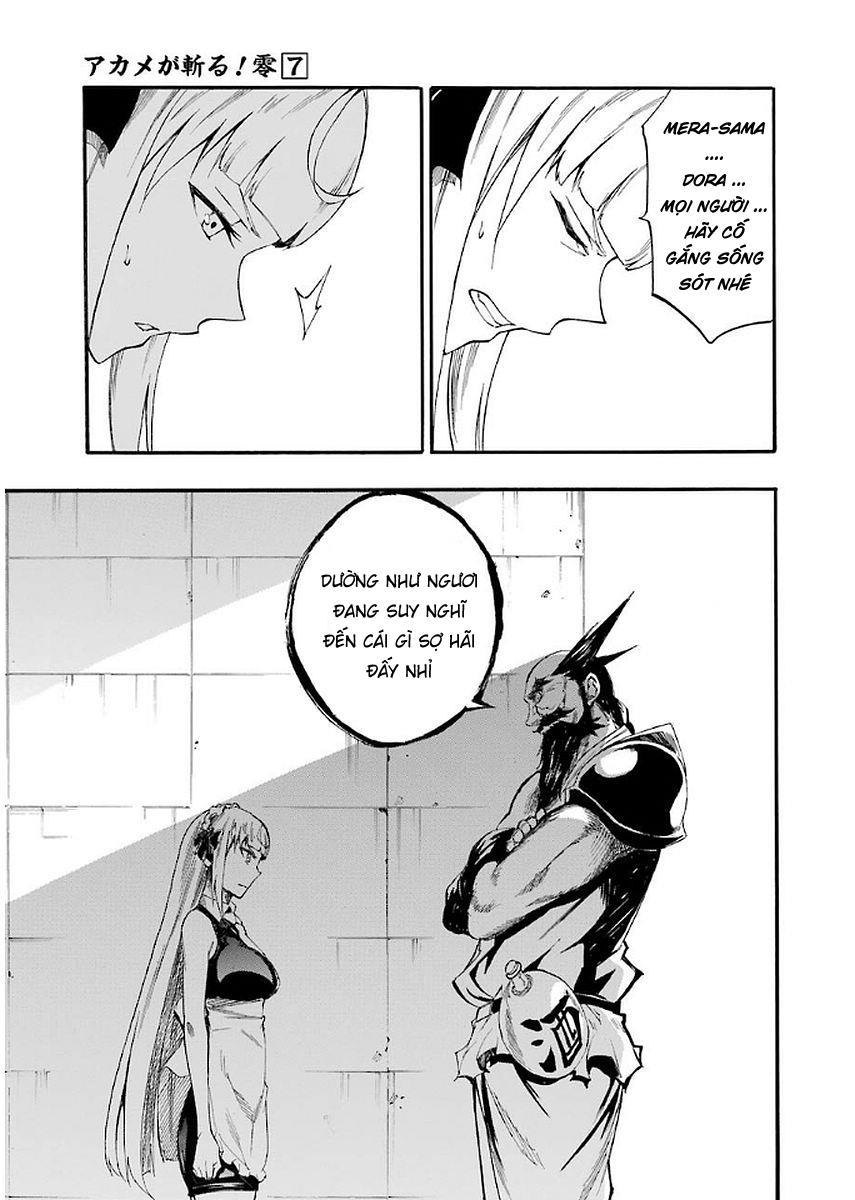 アカメが斬る!零7
MERA-SAMA
....
DORA ...
MỌI NGƯỜI ...
HÃY CỐ
GẮNG SỐNG
SÓT NHÉ
DƯỜNG NHƯ NGƯƠI
ĐANG SUY NGHĨ
ĐẾN CÁI GÌ SỢ HÃI
ĐẤY NHỈ